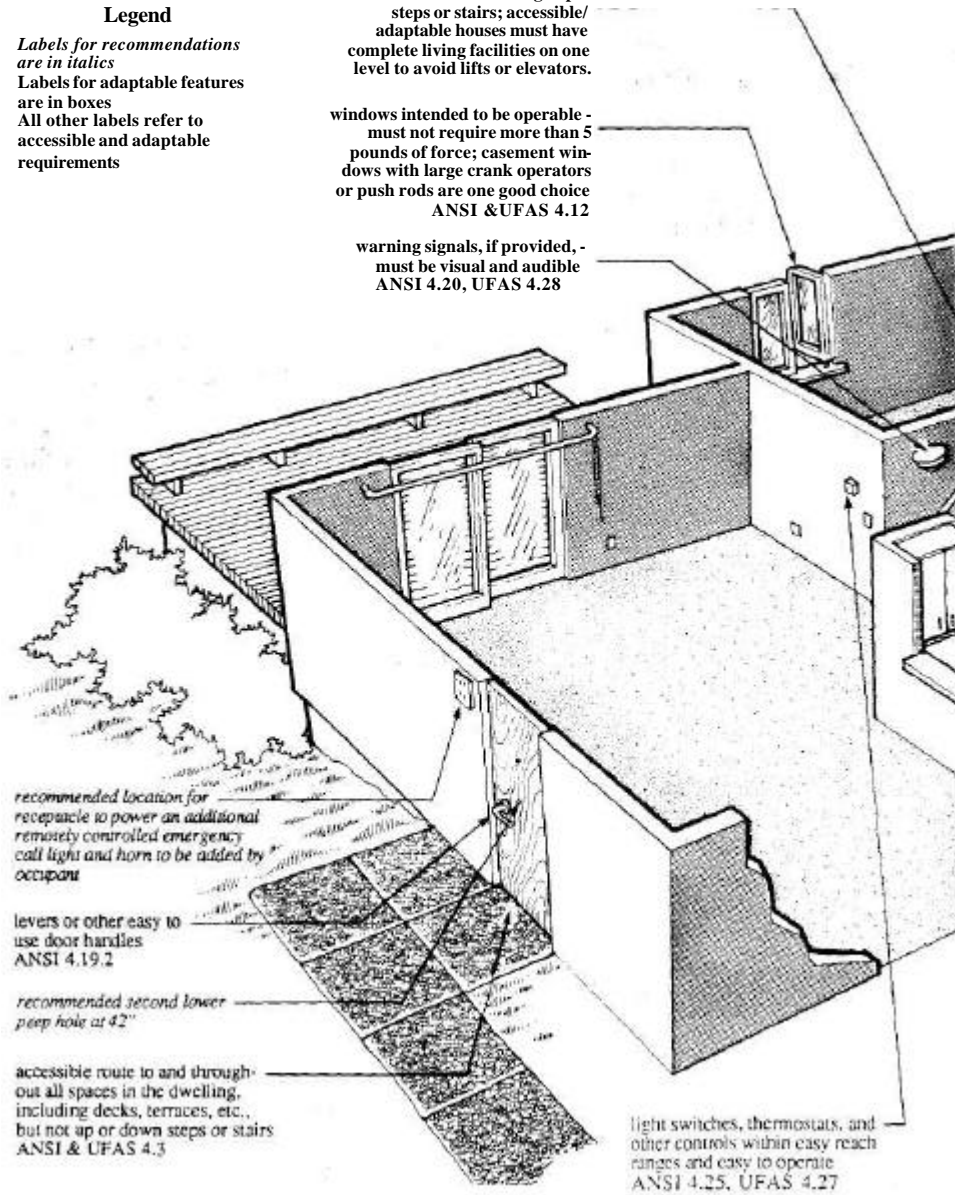 Legend
Labels for recommendations
are in italics
Labels for adaptable features
are in boxes
All other labels refer to
accessible and adaptable
requirements
steps or stairs; accessible/
adaptable houses must have
complete living facilities on one
level to avoid lifts or elevators.
windows intended to be operable -
must not require more than 5
pounds of force; casement win-
dows with large crank operators
or push rods are one good choice
ANSI &UFAS 4.12
warning signals, if provided, -
must be visual and audible
ANSI 4.20, UFAS 4.28
recommended location for
receptacle to power an additional
remotely controlled emergency
call light and horn to be added by
occupant
levers or other easy to
use door handles
ANSI 4.19.2
recommended second lower
peep hole at 42"
accessible route to and through-
out all spaces in the dwelling,
including decks, terraces, etc.,
but not up or down steps or stairs
ANSI & UFAS 4.3
light switches, thermostats, and
other controls within easy reach
ranges and easy to operate
ANSI 4.25, UFAS 4.27